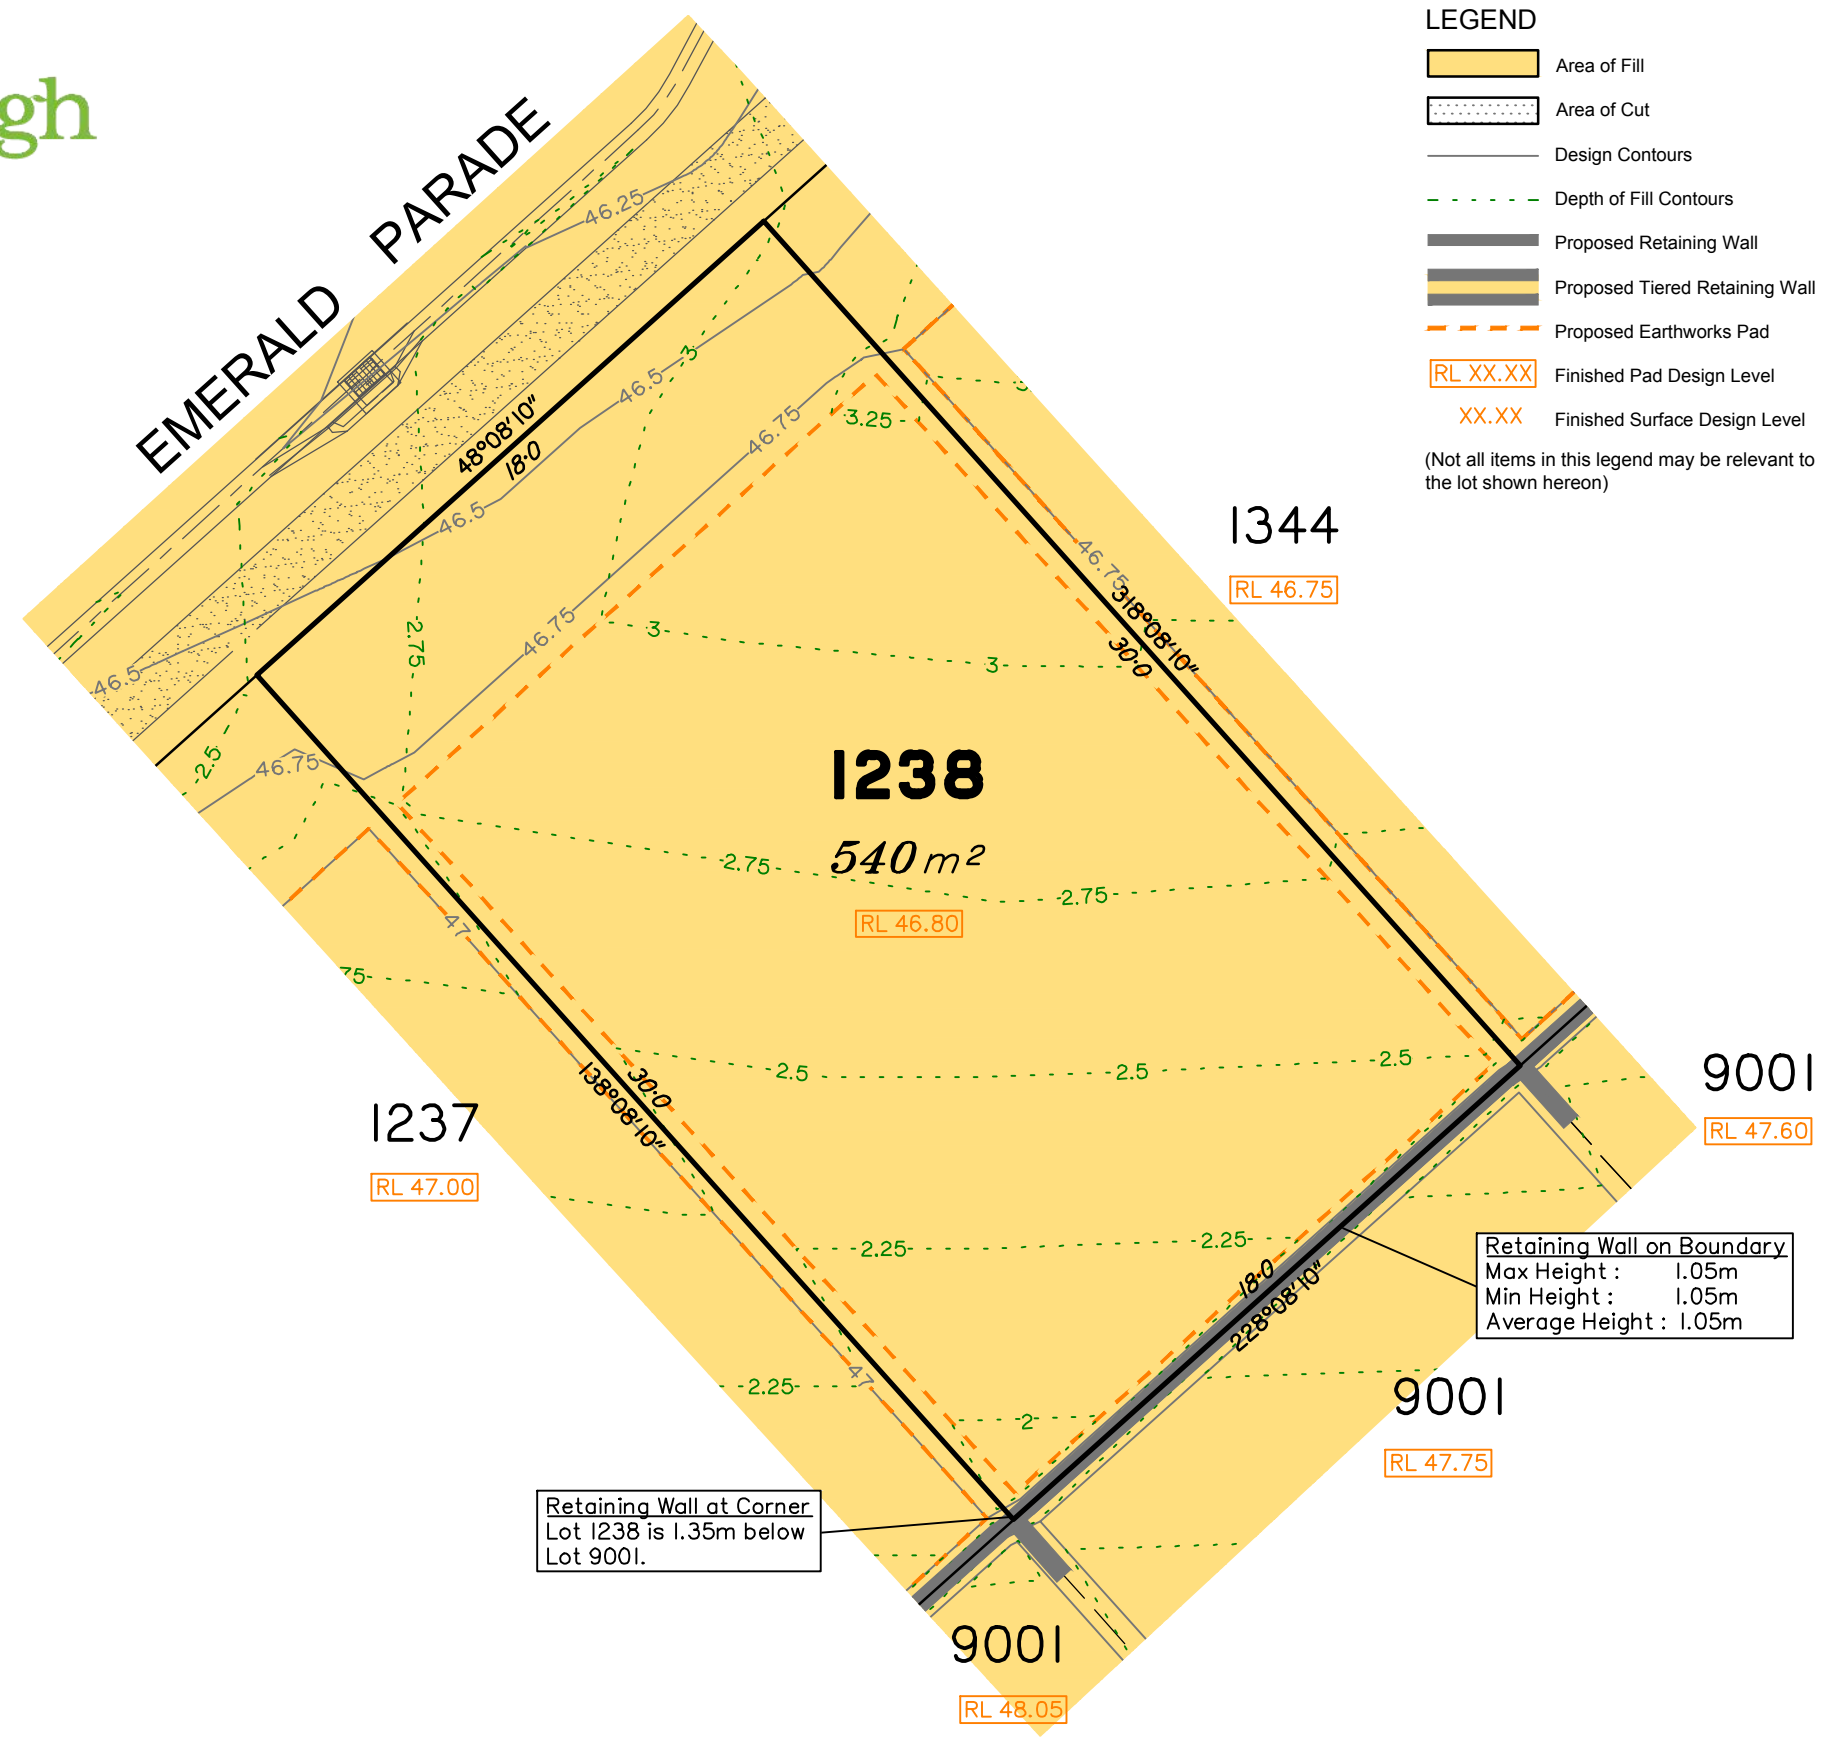 gh
EMERALD PARADE
LEGEND
Area of Fill
Area of Cut
Design Contours
Depth of Fill Contours
Proposed Retaining Wall
Proposed Tiered Retaining Wall
Proposed Earthworks Pad
RL XX.XX Finished Pad Design Level
XX.XX Finished Surface Design Level
(Not all items in this legend may be relevant to
the lot shown hereon)
46.25
46.5
46.5
46.5
46.75
46.75
46.75
46.75
47
47
48°08'10"
18·0
318°08'10"
30·0
138°08'10"
30·0
228°08'10"
18·0
3
3.25
3
3
2.75
2.5
2.75
2.75
75
2.5
2.5
2.5
2.25
2.25
2.25
2
1344
RL 46.75
1238
540 m²
RL 46.80
1237
RL 47.00
9001
RL 47.60
Retaining Wall on Boundary
Max Height : 1.05m
Min Height : 1.05m
Average Height : 1.05m
9001
RL 47.75
Retaining Wall at Corner
Lot 1238 is 1.35m below
Lot 9001.
9001
RL 48.05